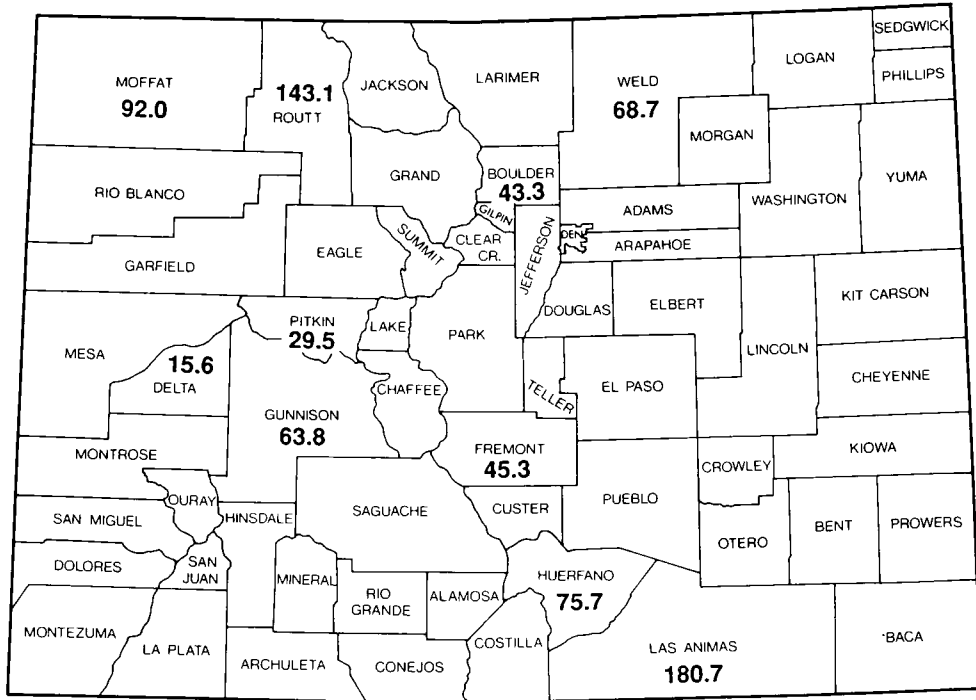 SEDGWICK
LOGAN
PHILLIPS
MOFFAT
92.0
143.1
ROUTT
JACKSON
LARIMER
WELD
68.7
MORGAN
RIO BLANCO
GRAND
BOULDER
43.3
GILPIN
WASHINGTON
YUMA
ADAMS
DEN
ARAPAHOE
GARFIELD
EAGLE
SUMMIT
CLEAR
CR.
JEFFERSON
DOUGLAS
ELBERT
KIT CARSON
MESA
PITKIN
29.5
LAKE
PARK
LINCOLN
15.6
DELTA
CHAFFEE
TELLER
EL PASO
CHEYENNE
GUNNISON
63.8
FREMONT
45.3
KIOWA
MONTROSE
CROWLEY
OURAY
SAN MIGUEL
HINSDALE
SAGUACHE
CUSTER
PUEBLO
OTERO
BENT
PROWERS
DOLORES
SAN
JUAN
MINERAL
RIO
GRANDE
ALAMOSA
HUERFANO
75.7
MONTEZUMA
LA PLATA
ARCHULETA
CONEJOS
COSTILLA
LAS ANIMAS
180.7
BACA